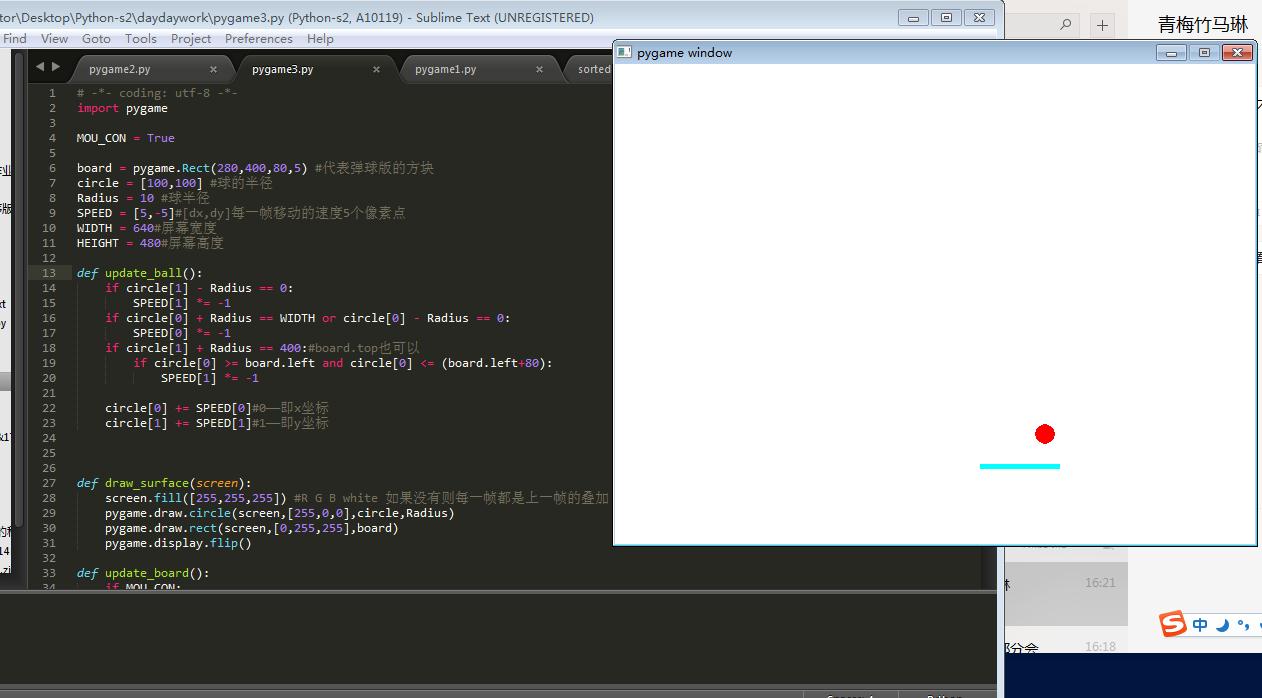 tor\Desktop\Python-s2\daydaywork\pygame3.py (Python-s2, A10119) - Sublime Text (UNREGISTERED)
Find View Goto Tools Project Preferences Help
青梅竹马琳
pygame window
pygame2.py × pygame3.py × pygame1.py × sorted
1 # -*- coding: utf-8 -*-
2 import pygame
3
4 MOU_CON = True
5
6 board = pygame.Rect(280,400,80,5) #代表弹球版的方块
7 circle = [100,100] #球的半径
8 Radius = 10 #球半径
9 SPEED = [5,-5]#[dx,dy]每一帧移动的速度5个像素点
10 WIDTH = 640#屏幕宽度
11 HEIGHT = 480#屏幕高度
12
13 def update_ball():
14 if circle[1] - Radius == 0:
15 SPEED[1] *= -1
16 if circle[0] + Radius == WIDTH or circle[0] - Radius == 0:
17 SPEED[0] *= -1
18 if circle[1] + Radius == 400:#board.top也可以
19 if circle[0] >= board.left and circle[0] <= (board.left+80):
20 SPEED[1] *= -1
21
22 circle[0] += SPEED[0]#0——即x坐标
23 circle[1] += SPEED[1]#1——即y坐标
24
25
26
27 def draw_surface(screen):
28 screen.fill([255,255,255]) #R G B white 如果没有则每一帧都是上一帧的叠加
29 pygame.draw.circle(screen,[255,0,0],circle,Radius)
30 pygame.draw.rect(screen,[0,255,255],board)
31 pygame.display.flip()
32
33 def update_board():
34 if MOU_CON:
16:21
部分会 16:18
S 中